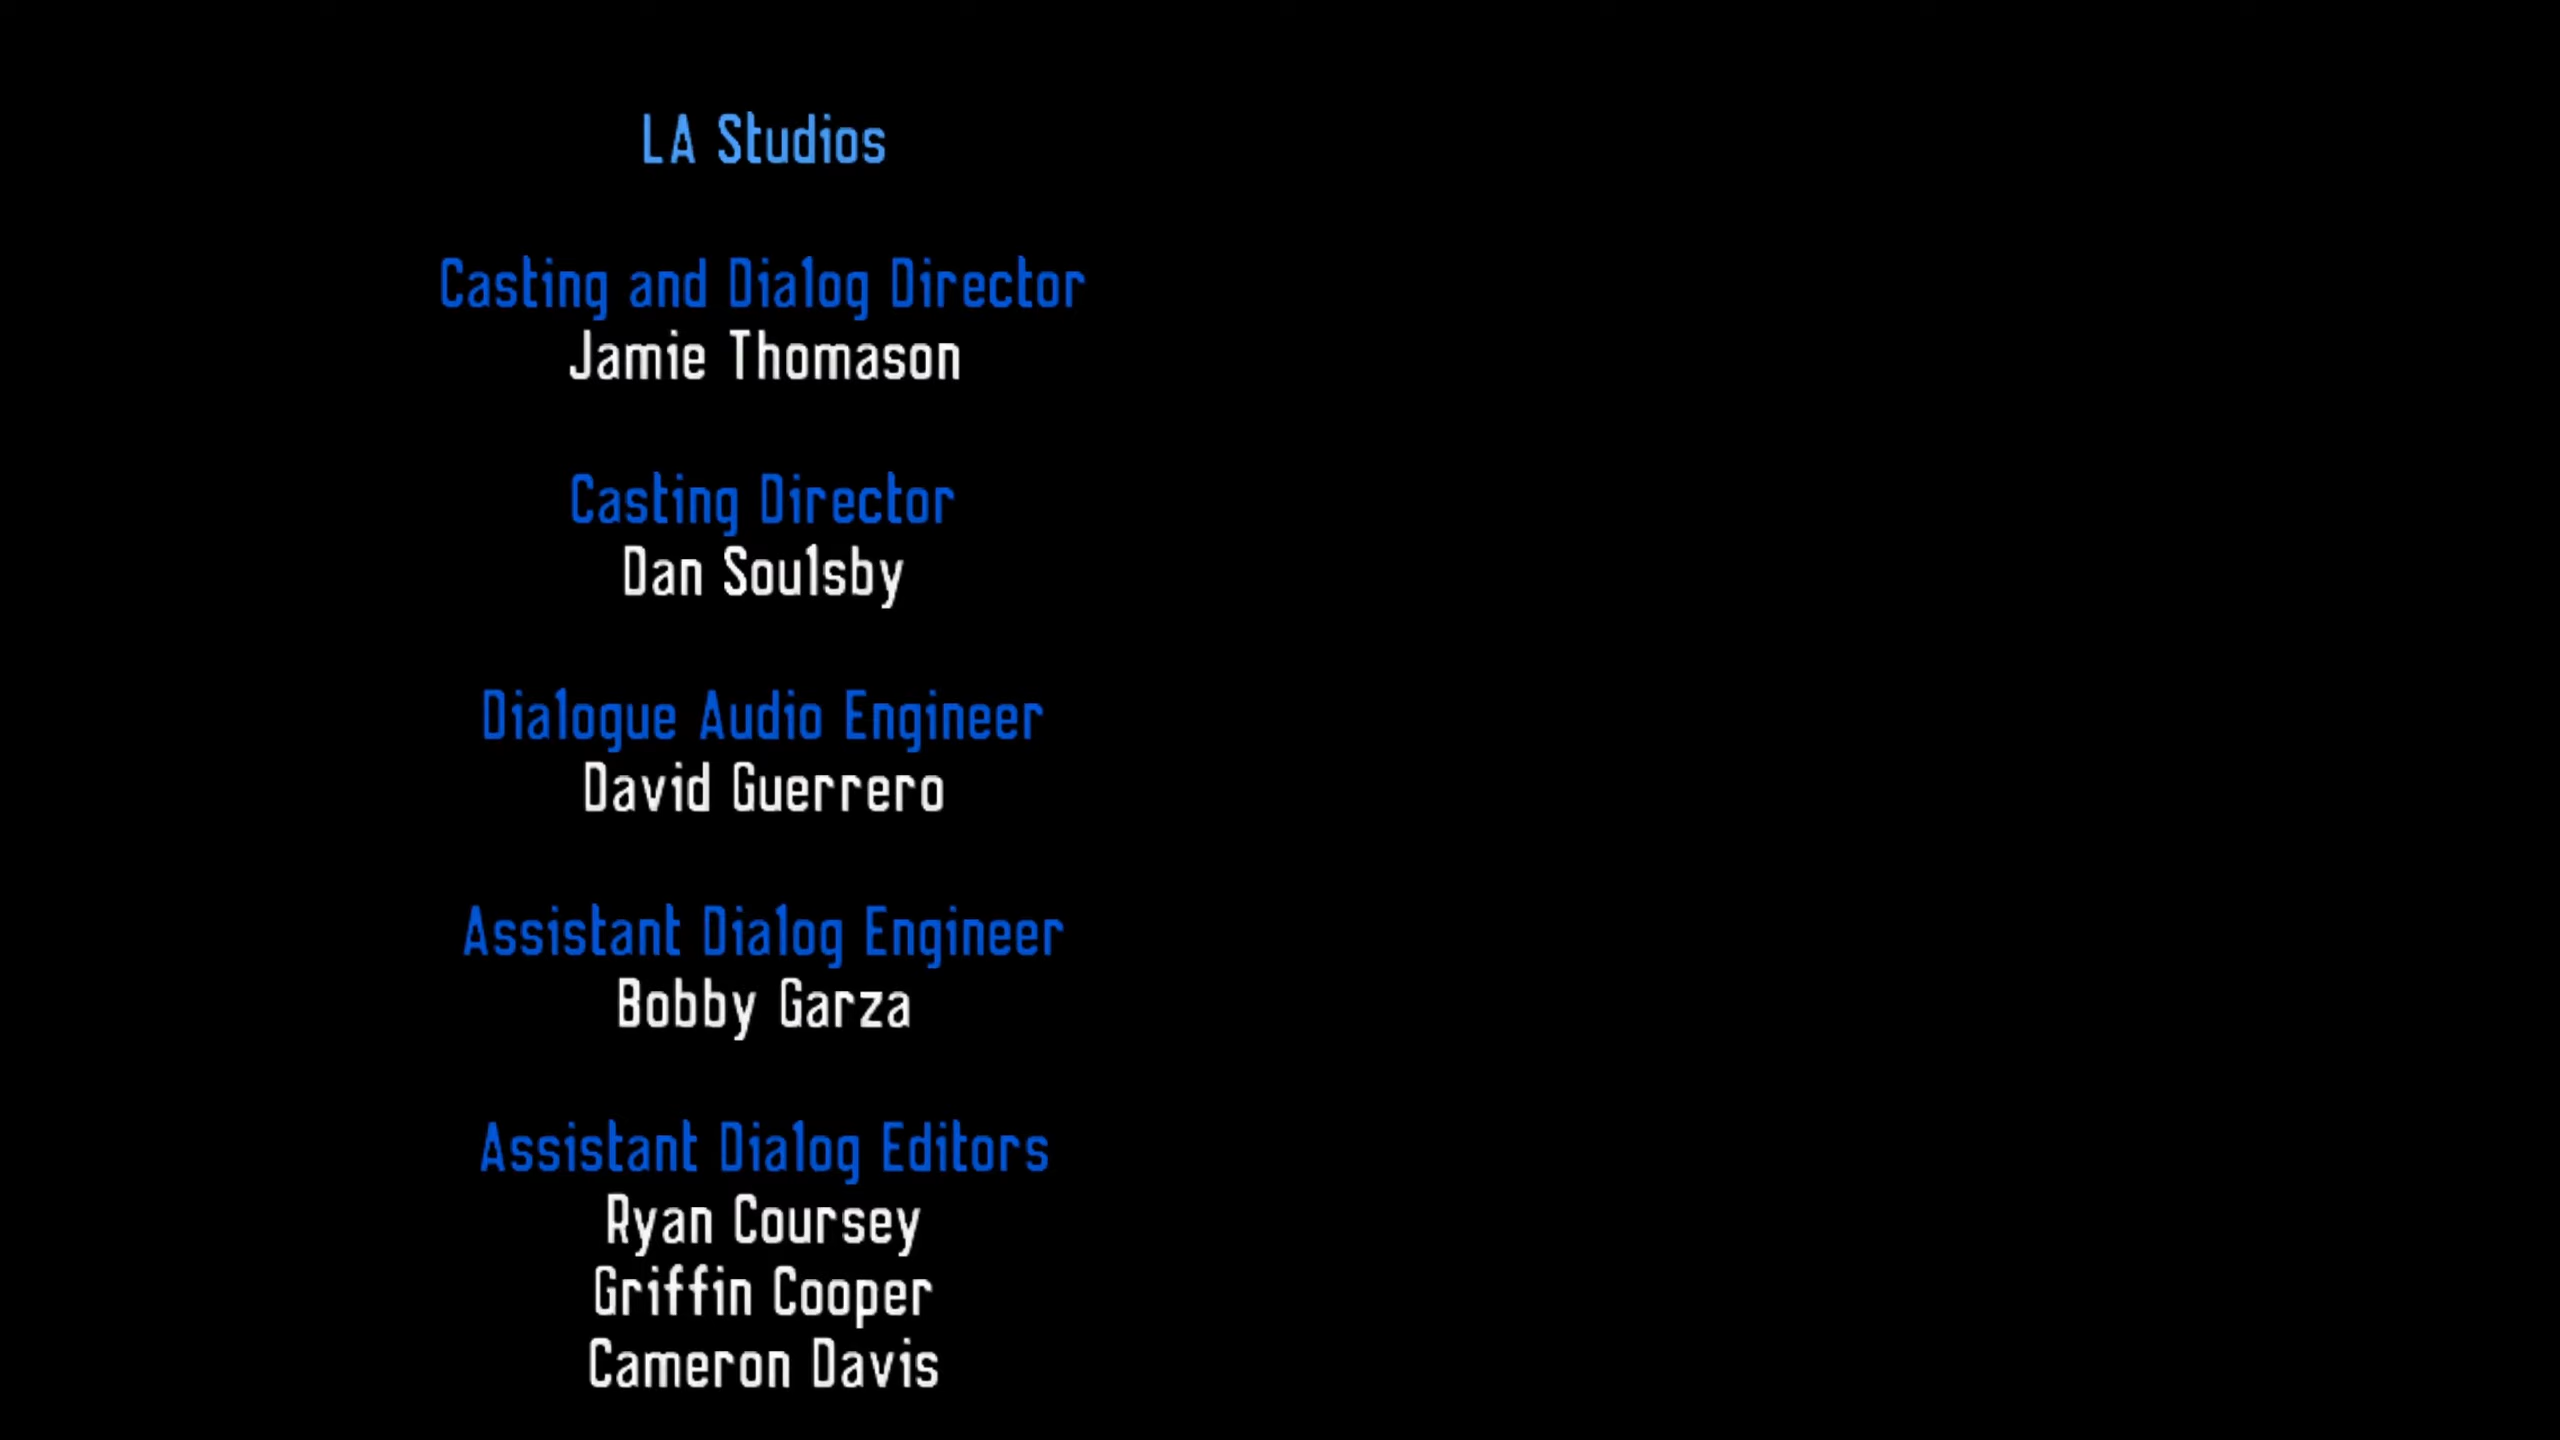 LA Studios
Casting and Dialog Director
Jamie Thomason
Casting Director
Dan Soulsby
Dialogue Audio Engineer
David Guerrero
Assistant Dialog Engineer
Bobby Garza
Assistant Dialog Editors
Ryan Coursey
Griffin Cooper
Cameron Davis